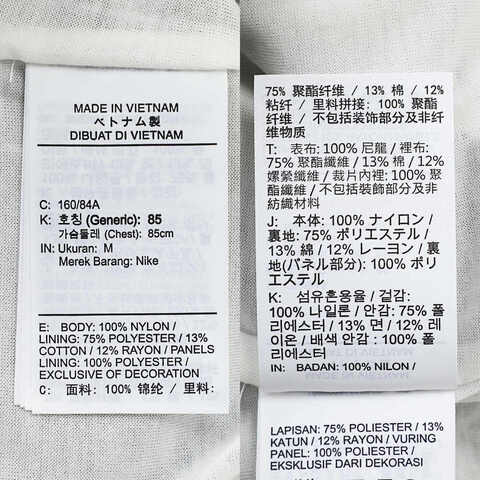 MADE IN VIETNAM
ベトナム製
DIBUAT DI VIETNAM
C: 160/84A
K: 호칭 (Generic): 85
가슴둘레 (Chest): 85cm
IN: Ukuran: M
Merek Barang: Nike
E: BODY: 100% NYLON /
LINING: 75% POLYESTER / 13%
COTTON / 12% RAYON / PANELS
LINING: 100% POLYESTER /
EXCLUSIVE OF DECORATION
C: 面料: 100% 锦纶 / 里料:
75% 聚酯纤维 / 13% 棉 / 12%
粘纤 / 里料拼接: 100% 聚酯
纤维 / 不包括装饰部分及非纤
维物质
T: 表布: 100% 尼龍 / 裡布:
75% 聚酯纖維 / 13% 棉 / 12%
嫘縈纖維 / 裁片內裡: 100%
聚酯纖維 / 不包括裝飾部分及非
紡織材料
J: 本体: 100% ナイロン /
裏地: 75% ポリエステル /
13% 綿 / 12% レーヨン / 裏
地(パネル部分): 100% ポリ
エステル
K: 섬유혼용율 / 겉감:
100% 나일론 / 안감: 75% 폴
리에스터 / 13% 면 / 12% 레
이온 / 배색 안감: 100% 폴
리에스터
IN: BADAN: 100% NILON /
LAPISAN: 75% POLIESTER / 13%
KATUN / 12% RAYON / VURING
PANEL: 100% POLIESTER /
EKSKLUSIF DARI DEKORASI